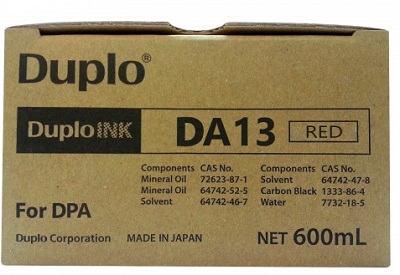 Duplo®
Duplo INK DA13 RED
Components CAS No. Components CAS No.
Mineral Oil 72623-87-1 Solvent 64742-47-8
Mineral Oil 64742-52-5 Carbon Black 1333-86-4
Solvent 64742-46-7 Water 7732-18-5
For DPA
Duplo Corporation MADE IN JAPAN NET 600mL